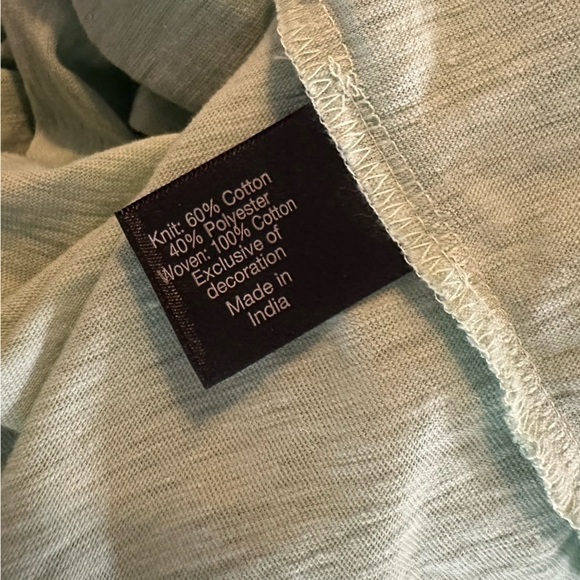 Knit: 60% Cotton
40% Polyester
Woven: 100% Cotton
Exclusive of
decoration
Made in
India